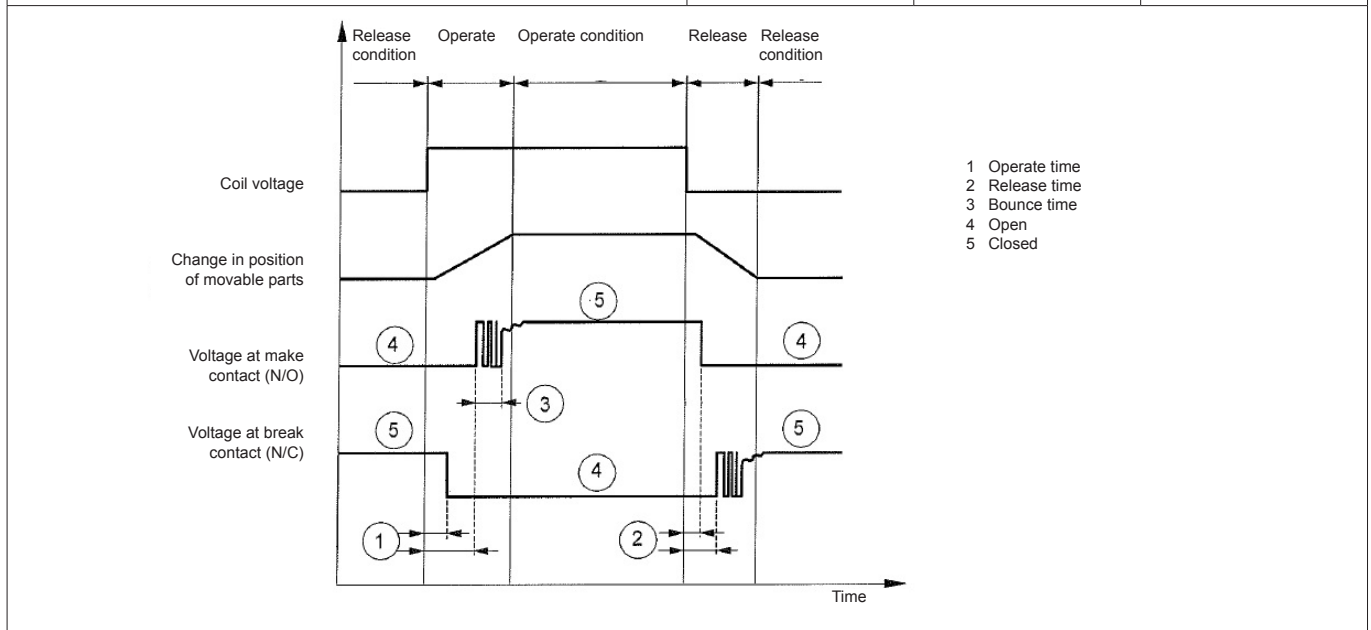 Release Operate Operate condition Release Release
condition condition
Coil voltage
Change in position
of movable parts
5
4 4
Voltage at make
contact (N/O)
3
Voltage at break
contact (N/C)
5 5
4
1 2
Time
1 Operate time
2 Release time
3 Bounce time
4 Open
5 Closed